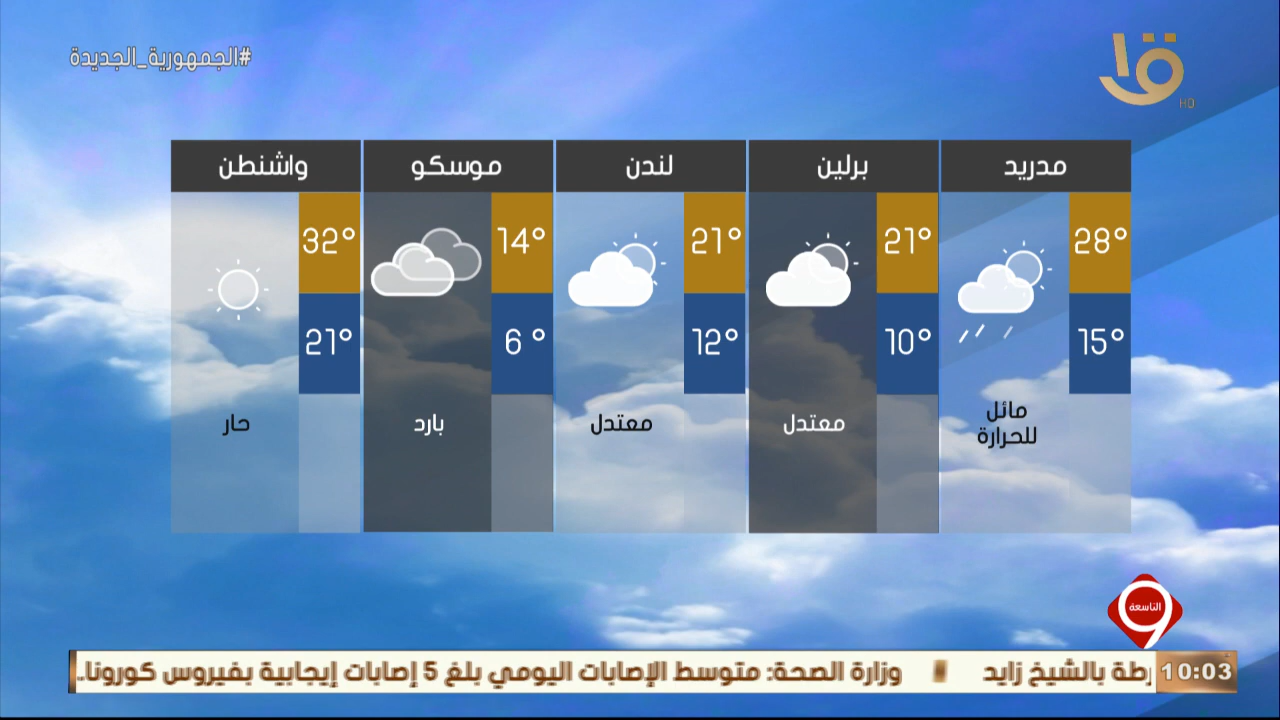 #الجمهورية_الجديدة
HD
مدريد
28°
15°
مائل
للحرارة
برلين
21°
10°
معتدل
لندن
21°
12°
معتدل
موسكو
14°
6°
بارد
واشنطن
32°
21°
حار
التاسعة
9
10:03
بالشيخ زايد
وزارة الصحة: متوسط الإصابات اليومي بلغ 5 إصابات إيجابية بفيروس كورونا..